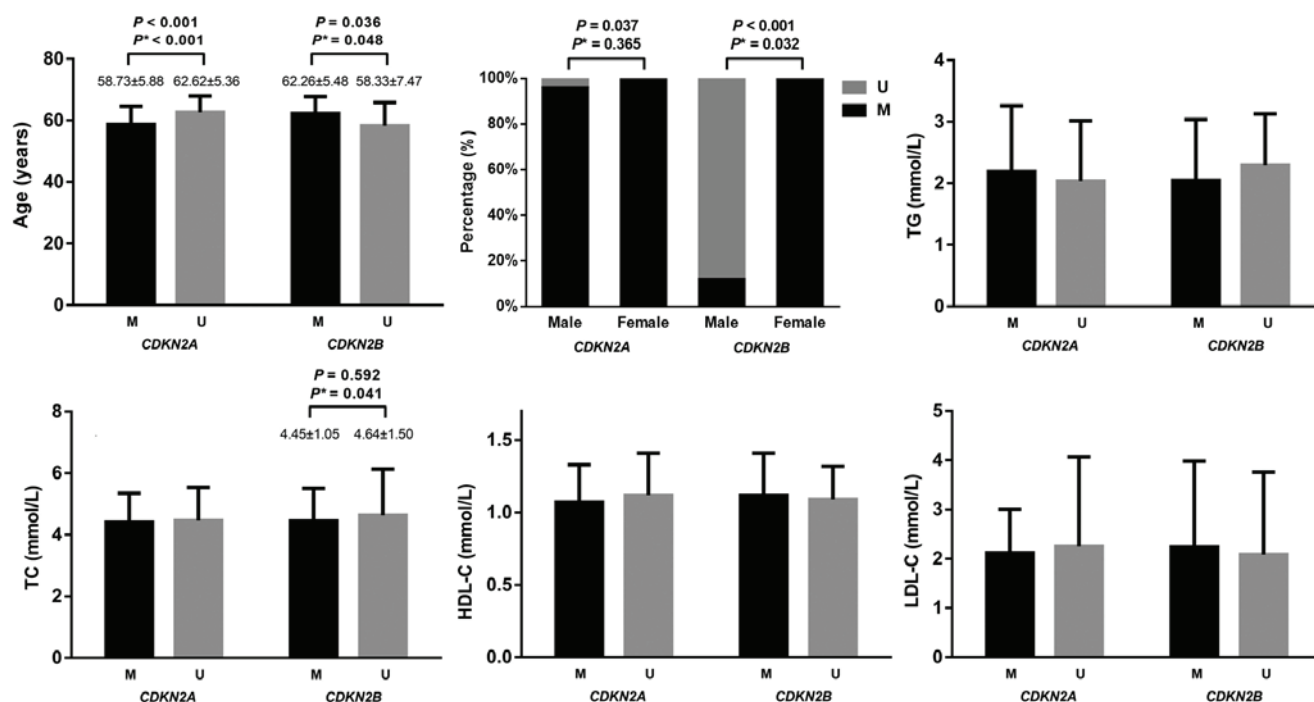 P < 0.001
P* < 0.001
P = 0.036
P* = 0.048
58.73±5.88 62.62±5.36 62.26±5.48 58.33±7.47
Age (years)
80
60
40
20
0
M U M U
CDKN2A CDKN2B
P = 0.037
P* = 0.365
P < 0.001
P* = 0.032
U
M
Percentage (%)
100%
80%
60%
40%
20%
0%
Male Female Male Female
CDKN2A CDKN2B
TG (mmol/L)
4
3
2
1
0
M U M U
CDKN2A CDKN2B
P = 0.592
P* = 0.041
4.45±1.05 4.64±1.50
TC (mmol/L)
8
6
4
2
0
M U M U
CDKN2A CDKN2B
HDL-C (mmol/L)
1.5
1.0
0.5
0.0
M U M U
CDKN2A CDKN2B
LDL-C (mmol/L)
5
4
3
2
1
0
M U M U
CDKN2A CDKN2B